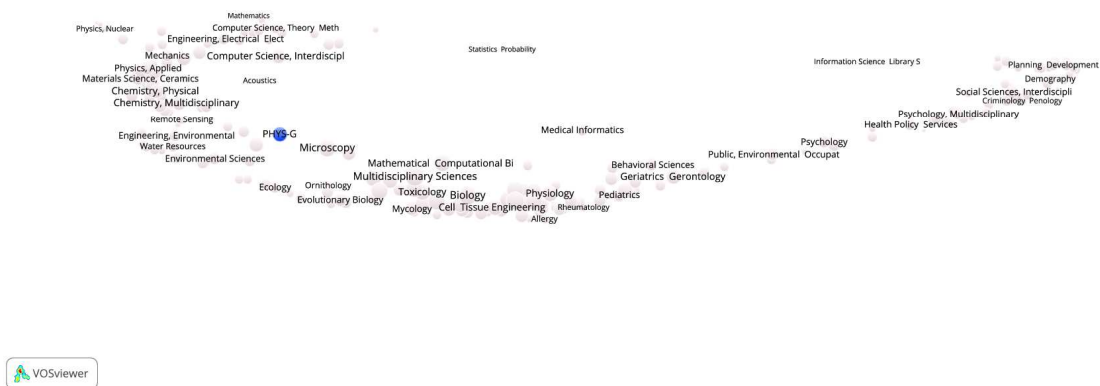 Mathematics
Physics, Nuclear
Computer Science, Theory Meth
Engineering, Electrical Elect
Statistics Probability
Mechanics
Computer Science, Interdiscipl
Information Science Library S
Planning Development
Physics, Applied
Materials Science, Ceramics
Acoustics
Demography
Chemistry, Physical
Social Sciences, Interdiscipli
Chemistry, Multidisciplinary
Criminology Penology
Remote Sensing
Psychology, Multidisciplinary
Health Policy Services
Engineering, Environmental
PHYS-G
Medical Informatics
Water Resources
Microscopy
Psychology
Environmental Sciences
Public, Environmental Occupat
Mathematical Computational Bi
Behavioral Sciences
Multidisciplinary Sciences
Geriatrics Gerontology
Ecology
Ornithology
Toxicology
Biology
Physiology
Pediatrics
Evolutionary Biology
Mycology
Cell Tissue Engineering
Rheumatology
Allergy
VOSviewer